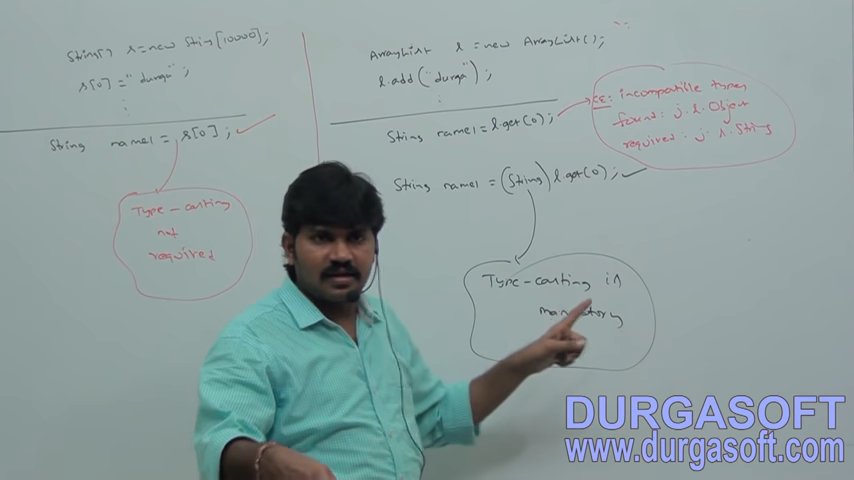 String[] s=new String[10000];
s[0]="durga";
⋮
String name1 = s[0];
Type-casting
not
required
ArrayList l =new ArrayList();
l.add("durga");
⋮
String name1 =l.get(0);
CE: incompatible types
found: j.l.Object
required: j.l.String
String name1 =(String)l.get(0);
Type-casting is
mandatory
DURGASOFT
www.durgasoft.com